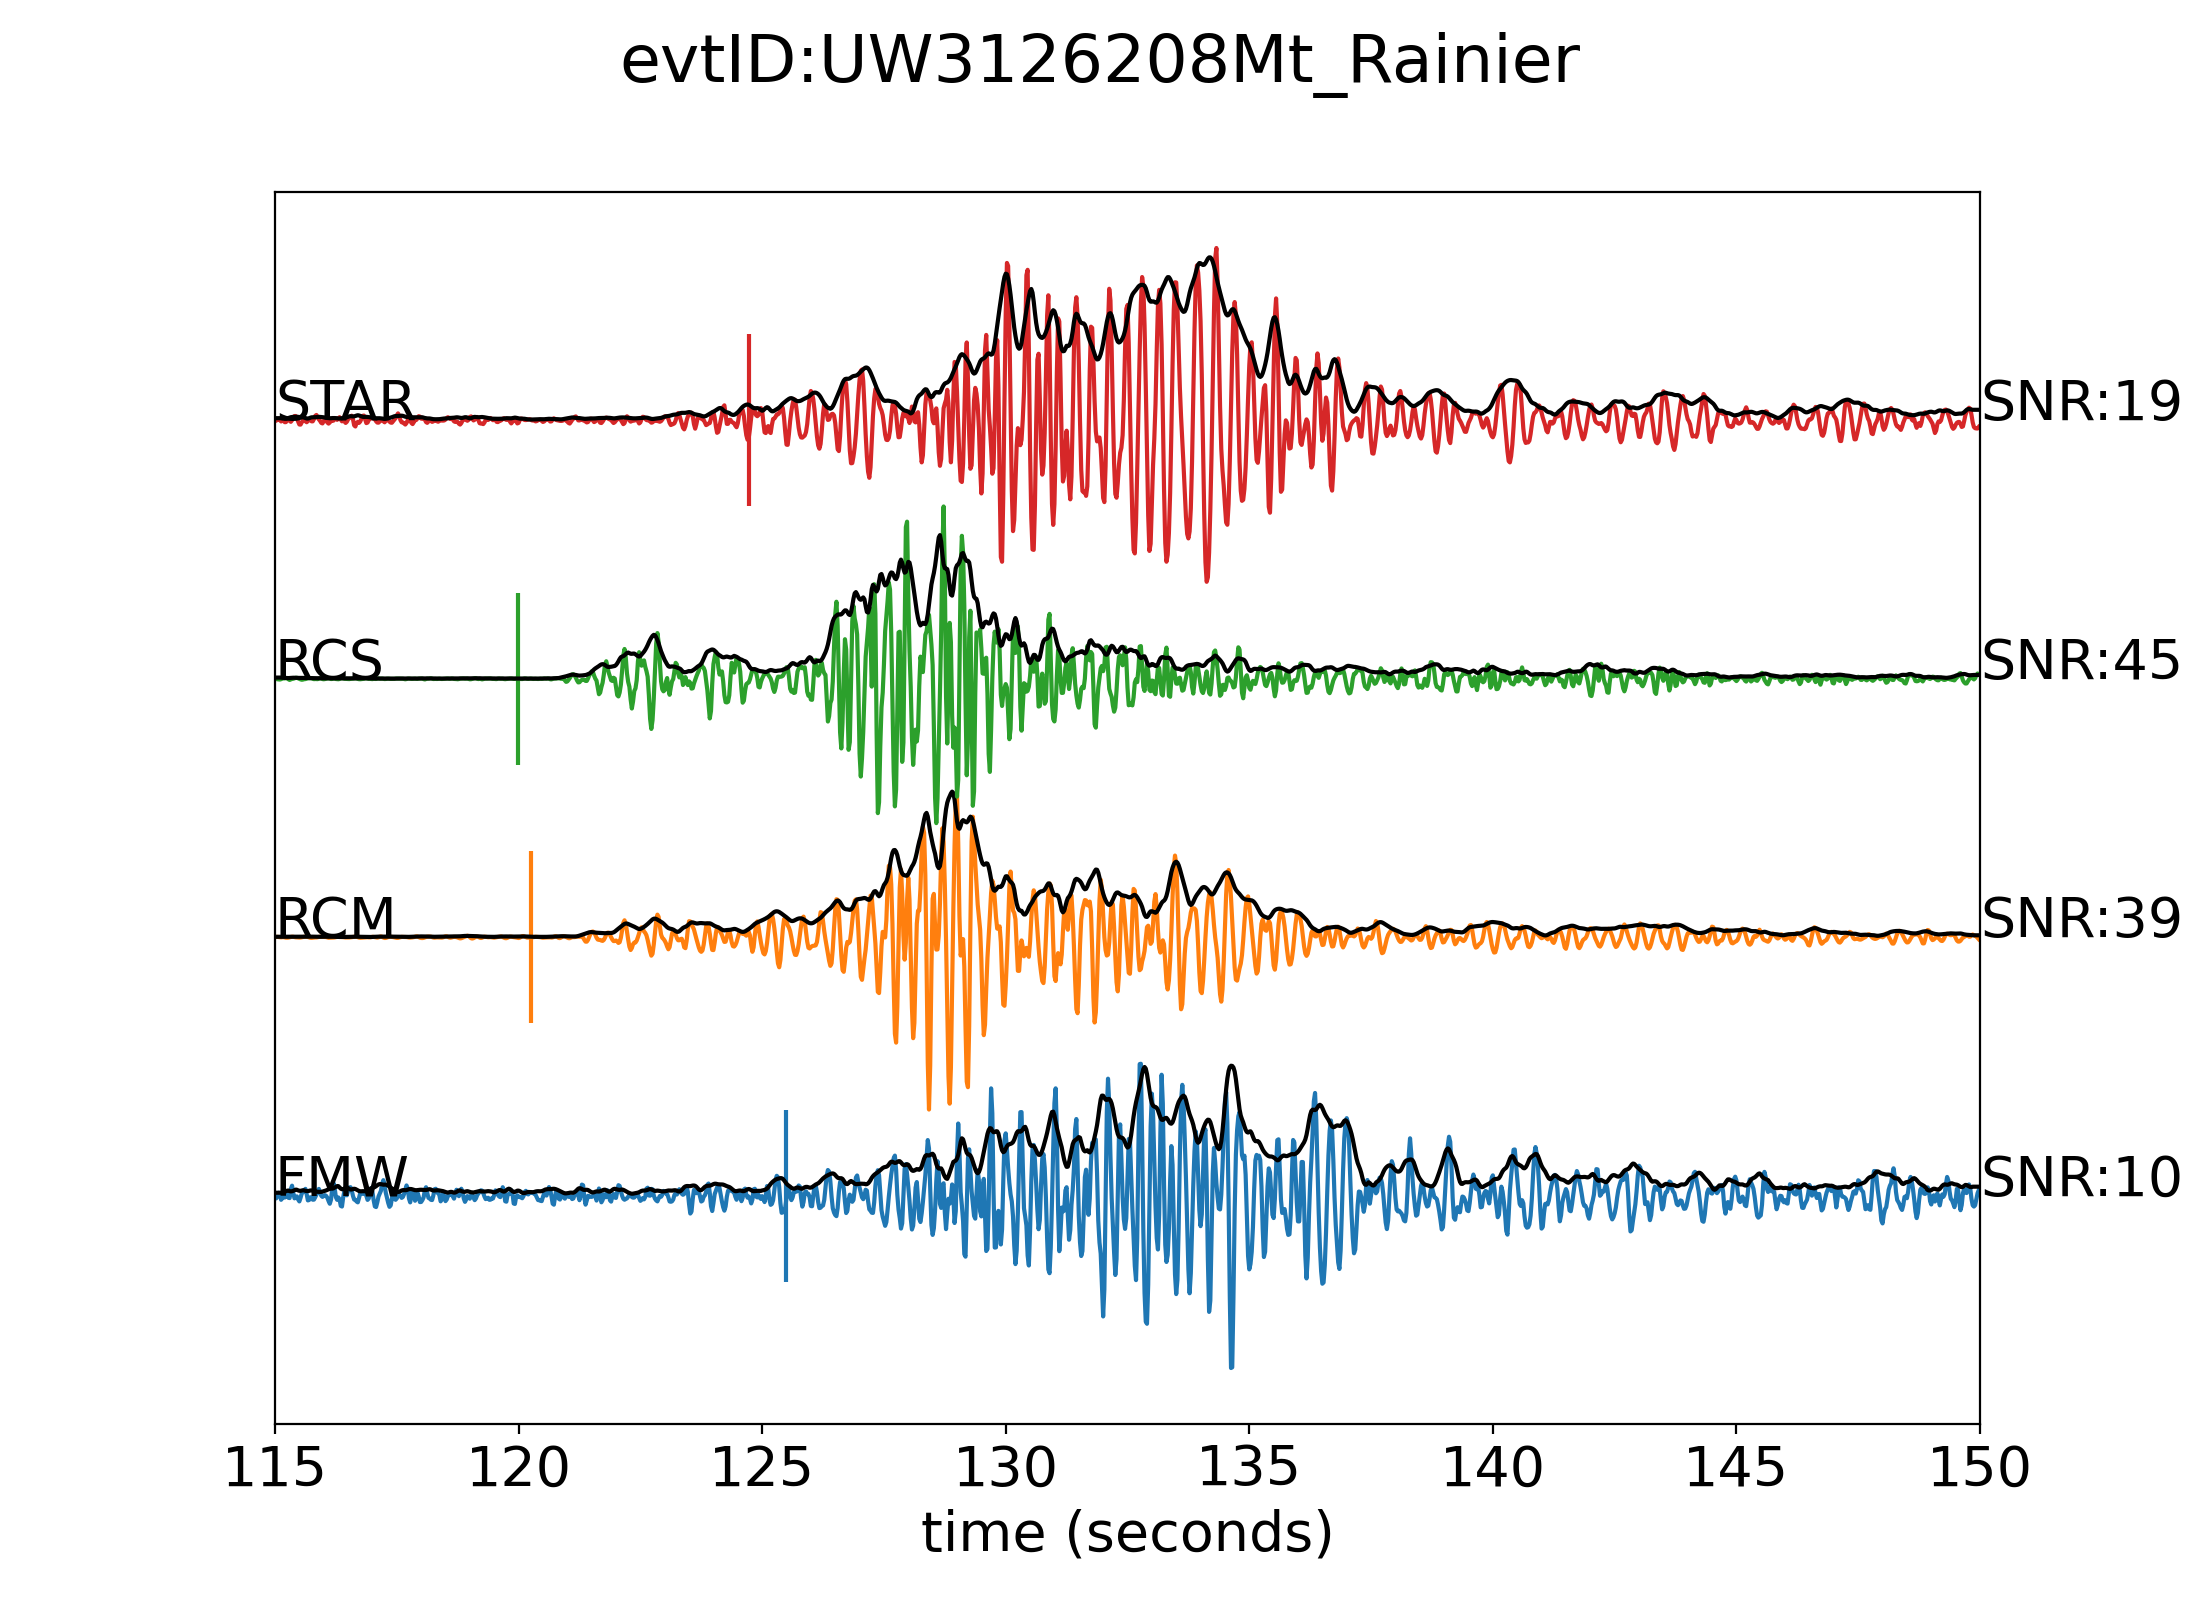 evtID:UW3126208Mt_Rainier
STAR SNR:19
RCS SNR:45
RCM SNR:39
FMW SNR:10
115 120 125 130 135 140 145 150
time (seconds)